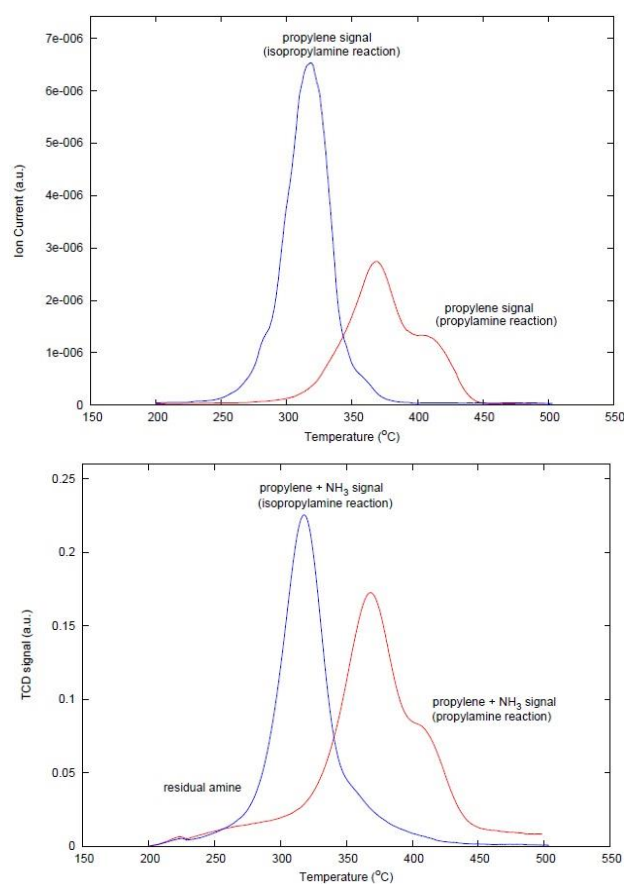 7e-006
6e-006
5e-006
4e-006
3e-006
2e-006
1e-006
0
Ion Current (a.u.)
propylene signal
(isopropylamine reaction)
propylene signal
(propylamine reaction)
150 200 250 300 350 400 450 500 550
Temperature (°C)
0.25
0.2
0.15
0.1
0.05
0
TCD signal (a.u.)
propylene + NH₃ signal
(isopropylamine reaction)
propylene + NH₃ signal
(propylamine reaction)
residual amine
150 200 250 300 350 400 450 500 550
Temperature (°C)